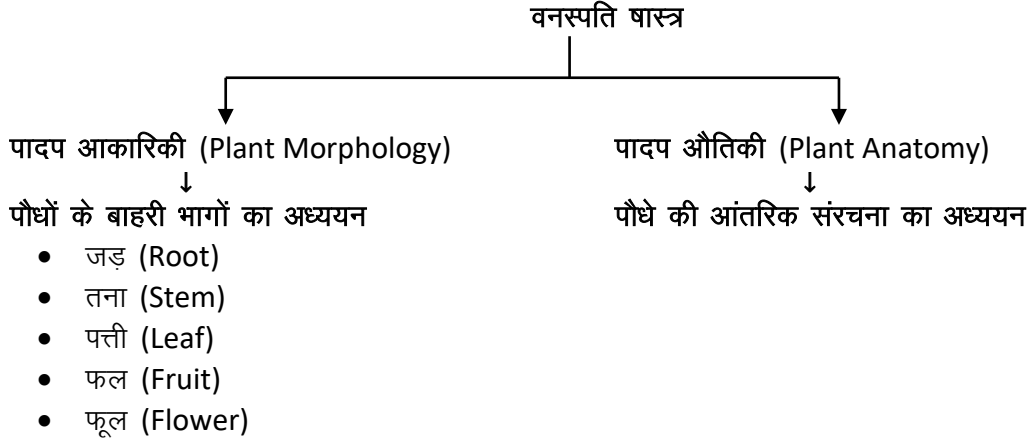 वनस्पति षास्त्र
पादप आकारिकी (Plant Morphology)
पादप औतिकी (Plant Anatomy)
↓
↓
पौधों के बाहरी भागों का अध्ययन
पौधे की आंतरिक संरचना का अध्ययन
• जड़ (Root)
• तना (Stem)
• पत्ती (Leaf)
• फल (Fruit)
• फूल (Flower)